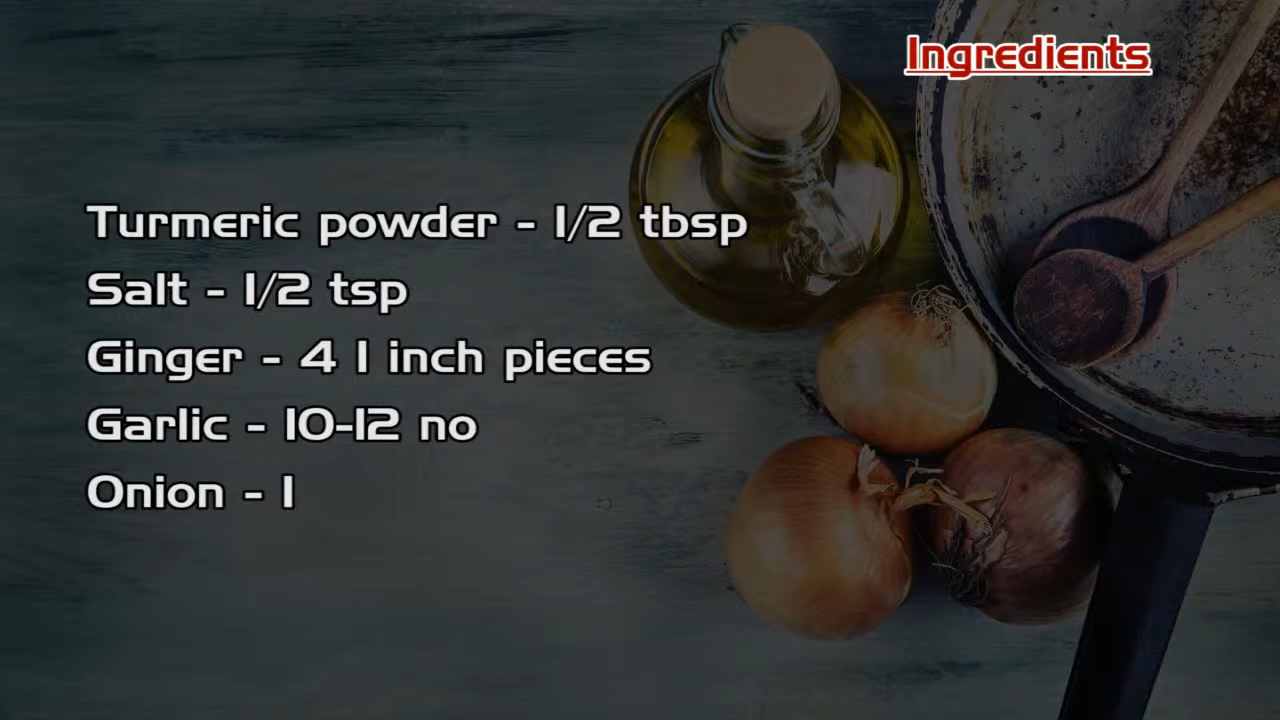 Ingredients
Turmeric powder - 1/2 tbsp
Salt - 1/2 tsp
Ginger - 4 1 inch pieces
Garlic - 10-12 no
Onion - 1